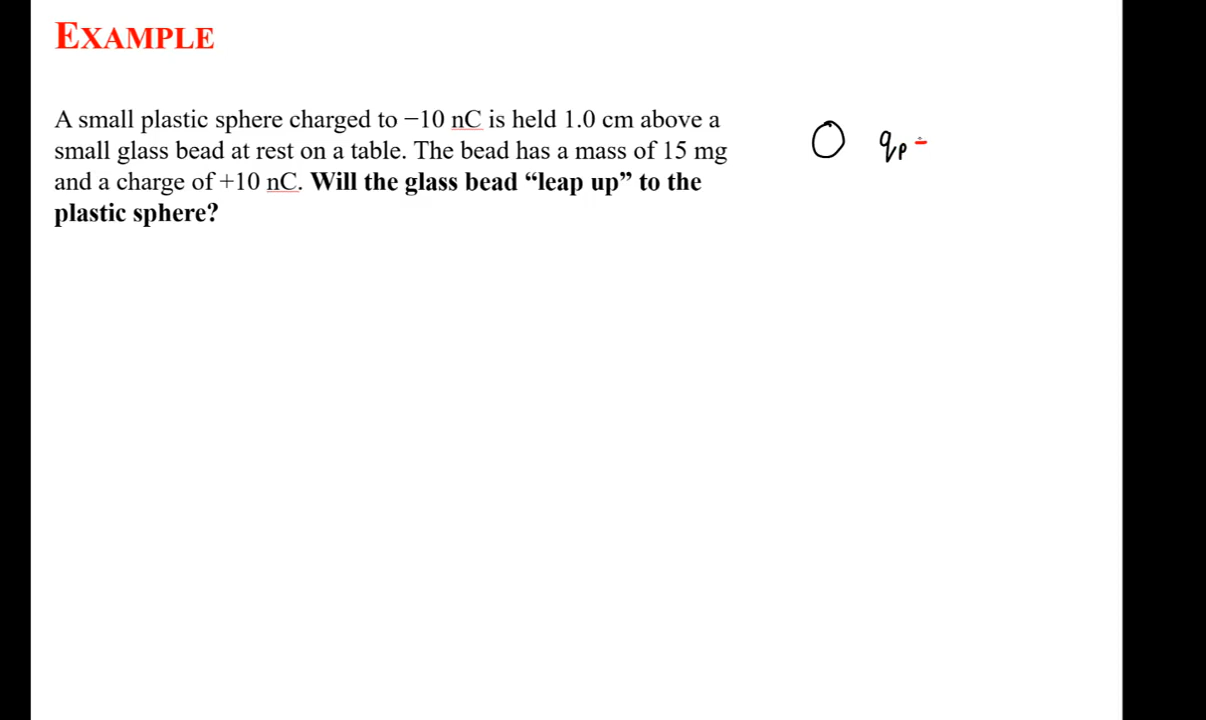 EXAMPLE
A small plastic sphere charged to −10 nC is held 1.0 cm above a
small glass bead at rest on a table. The bead has a mass of 15 mg
and a charge of +10 nC. Will the glass bead “leap up” to the
plastic sphere?
qp =